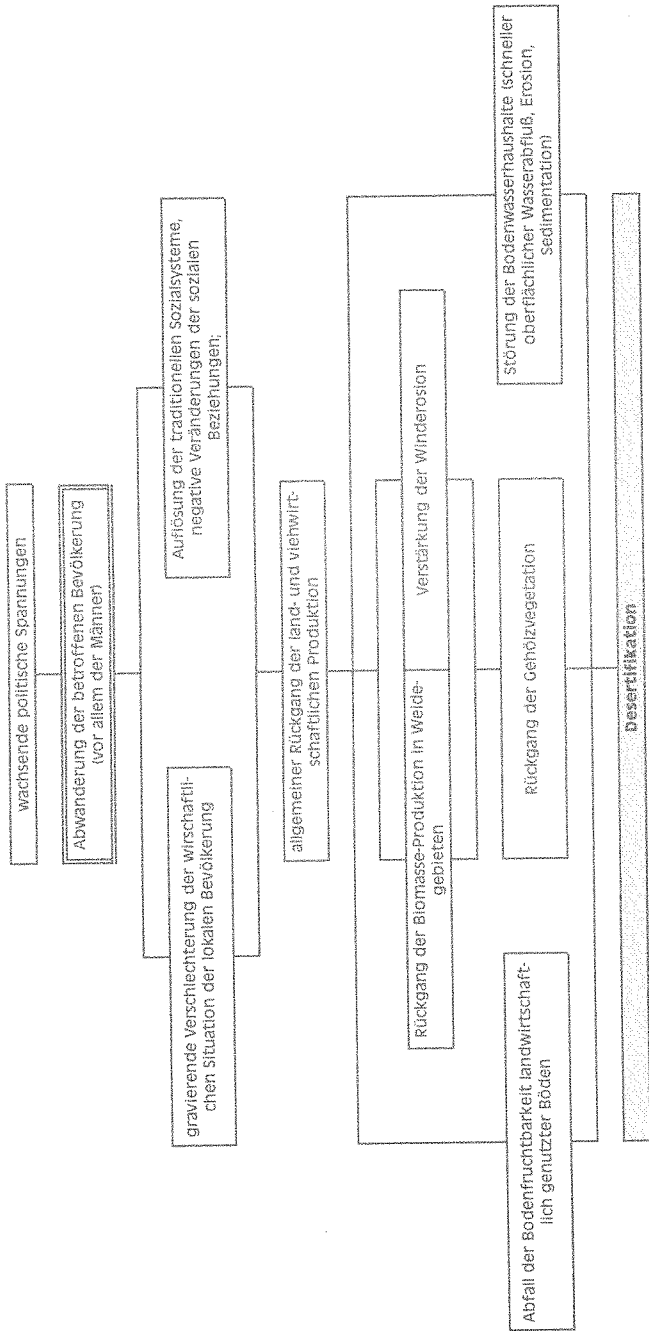 wachsende politische Spannungen
Abwanderung der betroffenen Bevölkerung
(vor allem der Männer)
gravierende Verschlechterung der wirschaftli-
chen Situation der lokalen Bevölkerung
Auflösung der traditionellen Sozialsysteme,
negative Veränderungen der sozialen
Beziehungen;
allgemeiner Rückgang der land- und viehwirt-
schaftlichen Produktion
Rückgang der Biomasse-Produktion in Weide-
gebieten
Verstärkung der Winderosion
Abfall der Bodenfruchtbarkeit landwirtschaft-
lich genutzter Böden
Rückgang der Gehölzvegetation
Störung der Bodenwasserhaushalte (schneller
oberflächlicher Wasserabfluß, Erosion,
Sedimentation)
Desertifikation